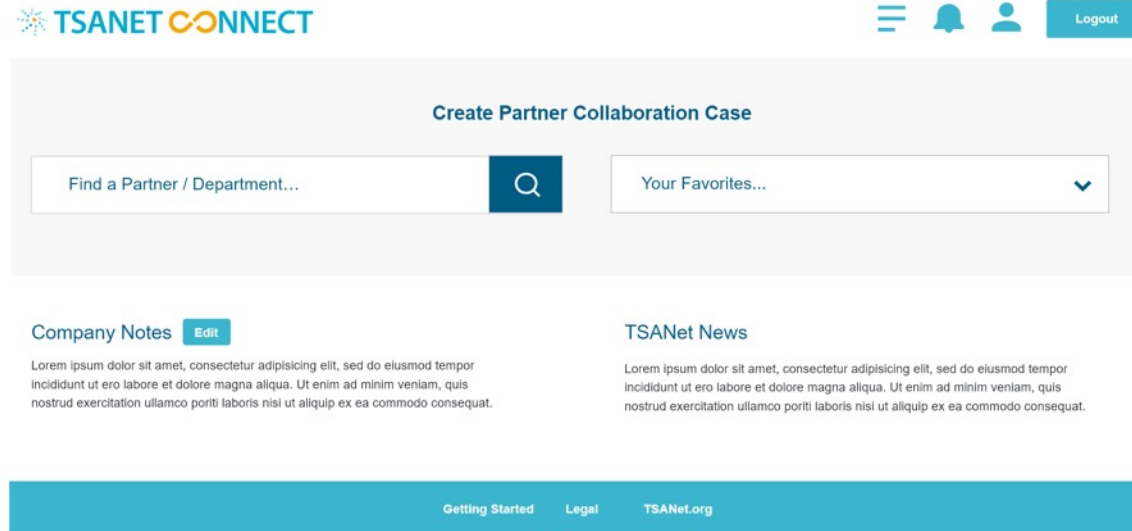 TSANET CONNECT
Logout
Create Partner Collaboration Case
Find a Partner / Department...
Your Favorites...
Company Notes
Edit
Lorem ipsum dolor sit amet, consectetur adipisicing elit, sed do eiusmod tempor
incididunt ut ero labore et dolore magna aliqua. Ut enim ad minim veniam, quis
nostrud exercitation ullamco poriti laboris nisi ut aliquip ex ea commodo consequat.
TSANet News
Lorem ipsum dolor sit amet, consectetur adipisicing elit, sed do eiusmod tempor
incididunt ut ero labore et dolore magna aliqua. Ut enim ad minim veniam, quis
nostrud exercitation ullamco poriti laboris nisi ut aliquip ex ea commodo consequat.
Getting Started Legal TSANet.org